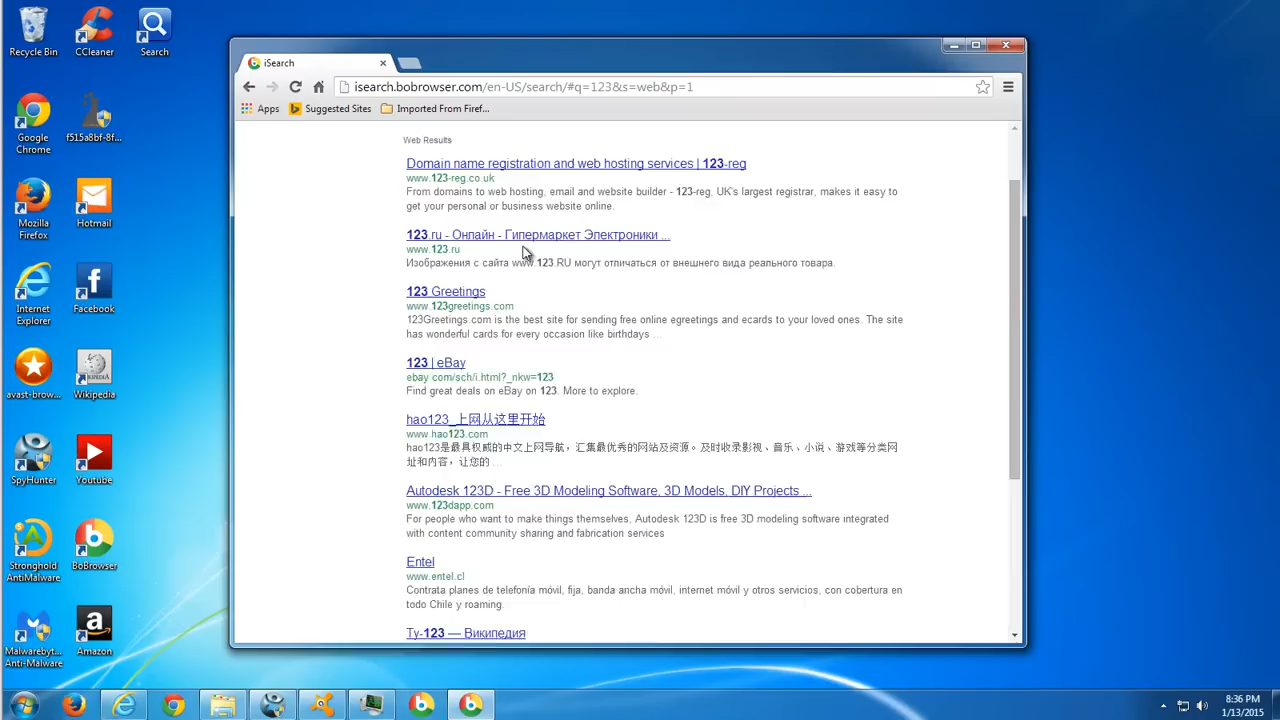 Recycle Bin
CCleaner
Search
Google Chrome
f515a8bf-8f...
Mozilla Firefox
Hotmail
Internet Explorer
Facebook
avast-brow...
Wikipedia
SpyHunter
Youtube
Stronghold AntiMalware
BoBrowser
Malwarebyt... Anti-Malware
Amazon
iSearch
isearch.bobrowser.com/en-US/search/#q=123&s=web&p=1
Apps
Suggested Sites
Imported From Firef...
Web Results
Domain name registration and web hosting services | 123-reg
www.123-reg.co.uk
From domains to web hosting, email and website builder - 123-reg, UK's largest registrar, makes it easy to
get your personal or business website online.
123.ru - Онлайн - Гипермаркет Электроники ...
www.123.ru
Изображения с сайта www.123.RU могут отличаться от внешнего вида реального товара.
123 Greetings
www.123greetings.com
123Greetings.com is the best site for sending free online egreetings and ecards to your loved ones. The site
has wonderful cards for every occasion like birthdays ...
123 | eBay
ebay.com/sch/i.html?_nkw=123
Find great deals on eBay on 123. More to explore.
hao123_上网从这里开始
www.hao123.com
hao123是最具权威的中文上网导航，汇集最优秀的网站及资源。及时收录影视、音乐、小说、游戏等分类网
址和内容，让您的 ...
Autodesk 123D - Free 3D Modeling Software, 3D Models, DIY Projects ...
www.123dapp.com
For people who want to make things themselves, Autodesk 123D is free 3D modeling software integrated
with content community sharing and fabrication services
Entel
www.entel.cl
Contrata planes de telefonía móvil, fija, banda ancha móvil, internet móvil y otros servicios, con cobertura en
todo Chile y roaming.
Ту-123 — Википедия
8:36 PM
1/13/2015